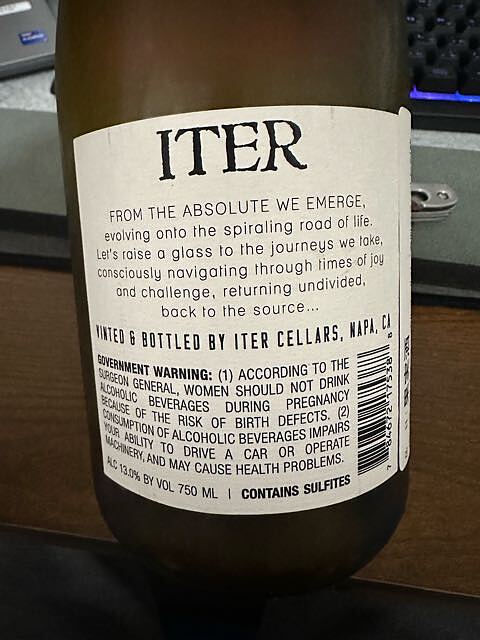 ITER
FROM THE ABSOLUTE WE EMERGE,
evolving onto the spiraling road of life.
Let's raise a glass to the journeys we take,
consciously navigating through times of joy
and challenge, returning undivided,
back to the source...
VINTED & BOTTLED BY ITER CELLARS, NAPA, CA
GOVERNMENT WARNING: (1) ACCORDING TO THE
SURGEON GENERAL, WOMEN SHOULD NOT DRINK
ALCOHOLIC BEVERAGES DURING PREGNANCY
BECAUSE OF THE RISK OF BIRTH DEFECTS. (2)
CONSUMPTION OF ALCOHOLIC BEVERAGES IMPAIRS
YOUR ABILITY TO DRIVE A CAR OR OPERATE
MACHINERY, AND MAY CAUSE HEALTH PROBLEMS.
ALC 13.0% BY VOL 750 ML | CONTAINS SULFITES